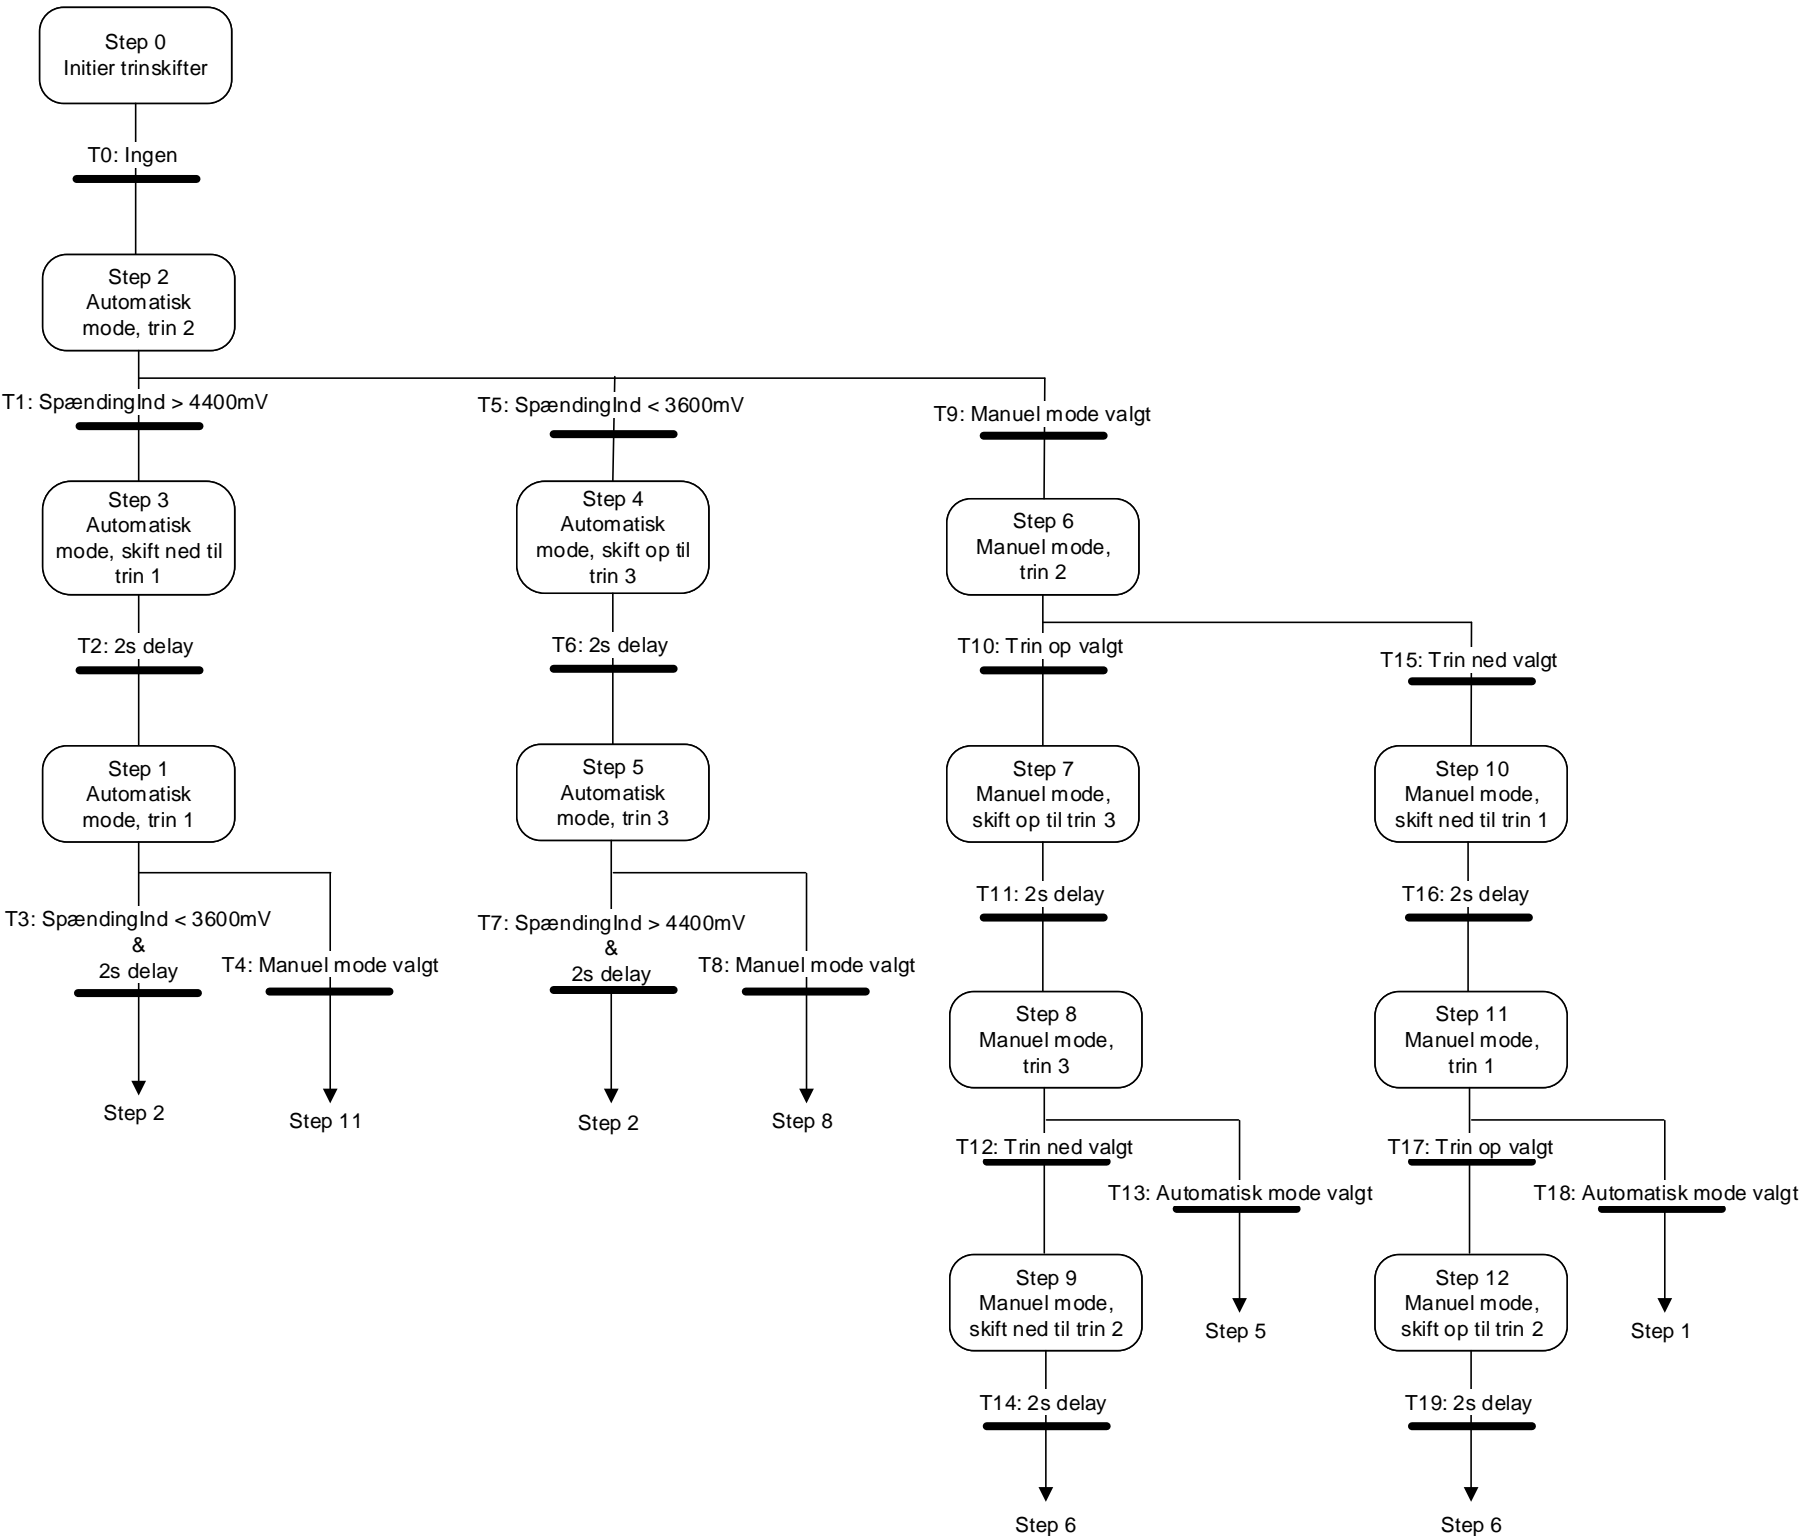 Step 0
Initier trinskifter
T0: Ingen
Step 2
Automatisk
mode, trin 2
T1: SpændingInd > 4400mV
T5: SpændingInd < 3600mV
T9: Manuel mode valgt
Step 3
Automatisk
mode, skift ned til
trin 1
Step 4
Automatisk
mode, skift op til
trin 3
Step 6
Manuel mode,
trin 2
T2: 2s delay
T6: 2s delay
T10: Trin op valgt
T15: Trin ned valgt
Step 1
Automatisk
mode, trin 1
Step 5
Automatisk
mode, trin 3
Step 7
Manuel mode,
skift op til trin 3
Step 10
Manuel mode,
skift ned til trin 1
T3: SpændingInd < 3600mV
&
2s delay
T4: Manuel mode valgt
T7: SpændingInd > 4400mV
&
2s delay
T8: Manuel mode valgt
T11: 2s delay
T16: 2s delay
Step 8
Manuel mode,
trin 3
Step 11
Manuel mode,
trin 1
Step 2
Step 11
Step 2
Step 8
T12: Trin ned valgt
T13: Automatisk mode valgt
T17: Trin op valgt
T18: Automatisk mode valgt
Step 9
Manuel mode,
skift ned til trin 2
Step 5
Step 12
Manuel mode,
skift op til trin 2
Step 1
T14: 2s delay
T19: 2s delay
Step 6
Step 6